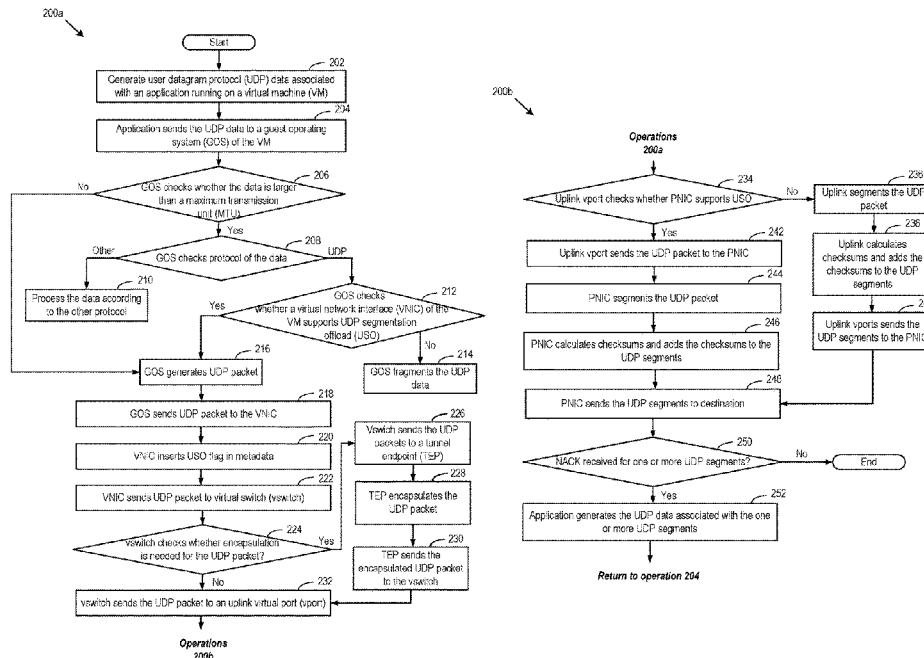 200a
Start
202
Generate user datagram protocol (UDP) data associated
with an application running on a virtual machine (VM)
204
Application sends the UDP data to a guest operating
system (GOS) of the VM
206
No
GOS checks whether the data is larger
than a maximum transmission
unit (MTU)
Yes
208
Other
GOS checks protocol of the data
UDP
210
Process the data according
to the other protocol
212
Yes
GOS checks
whether a virtual network interface (VNIC) of
the VM supports UDP segmentation
offload (USO)
No
214
GOS fragments the UDP
data
216
GOS generates UDP packet
218
GOS sends UDP packet to the VNIC
220
VNIC inserts USO flag in metadata
222
VNIC sends UDP packet to virtual switch (vswitch)
224
Vswitch checks whether encapsulation
is needed for the UDP packet?
Yes
No
226
Vswitch sends the UDP
packets to a tunnel
endpoint (TEP)
228
TEP encapsulates the
UDP packet
230
TEP sends the
encapsulated UDP packet
to the vswitch
232
vswitch sends the UDP packet to an uplink virtual port (vport)
Operations
200b
200b
Operations
200a
234
Uplink vport checks whether PNIC supports USO
No
Yes
236
Uplink segments the UDP
packet
238
Uplink calculates
checksums and adds the
checksums to the UDP
segments
Uplink vports sends the
UDP segments to the PNIC
242
Uplink vport sends the UDP packet to the PNIC
244
PNIC segments the UDP packet
246
PNIC calculates checksums and adds the checksums to the
UDP segments
248
PNIC sends the UDP segments to destination
250
NACK received for one or more UDP segments?
No
End
Yes
252
Application generates the UDP data associated with the one
or more UDP segments
Return to operation 204